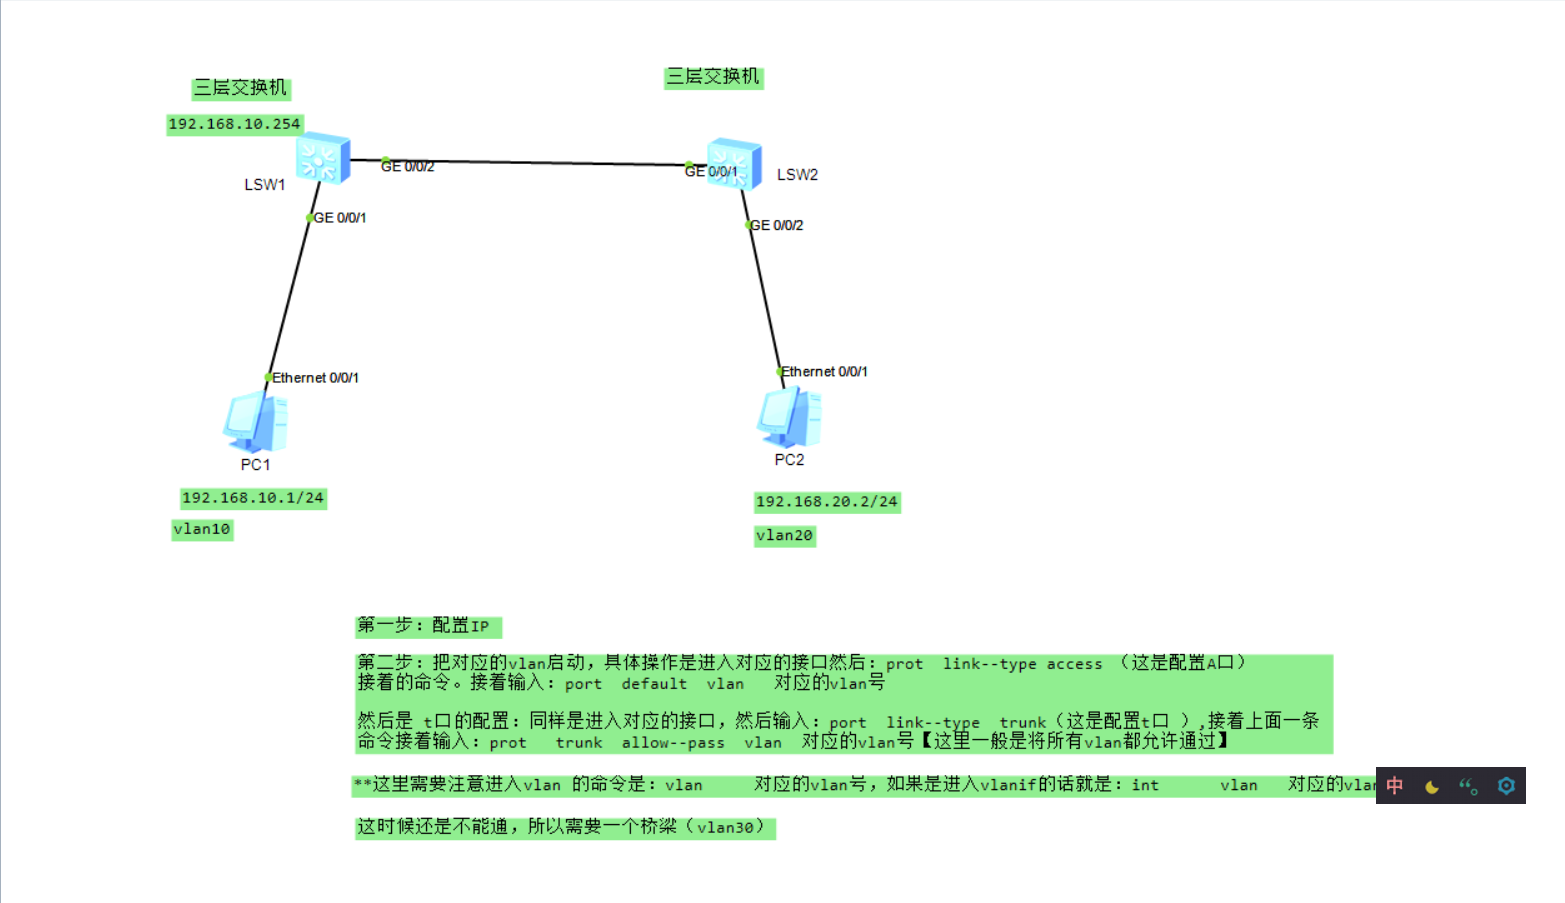 三层交换机
三层交换机
192.168.10.254
GE 0/0/2
GE 0/0/1
LSW1
LSW2
GE 0/0/1
GE 0/0/2
Ethernet 0/0/1
Ethernet 0/0/1
PC1
PC2
192.168.10.1/24
192.168.20.2/24
vlan10
vlan20
第一步：配置IP
第二步：把对应的vlan启动，具体操作是进入对应的接口然后：prot link--type access （这是配置A口）
接着的命令。接着输入：port default vlan 对应的vlan号
然后是 t口的配置：同样是进入对应的接口，然后输入：port link--type trunk（这是配置t口 ）,接着上面一条
命令接着输入：prot trunk allow--pass vlan 对应的vlan号【这里一般是将所有vlan都允许通过】
**这里需要注意进入vlan 的命令是：vlan 对应的vlan号，如果是进入vlanif的话就是：int vlan 对应的vlan
中
这时候还是不能通，所以需要一个桥梁（vlan30）